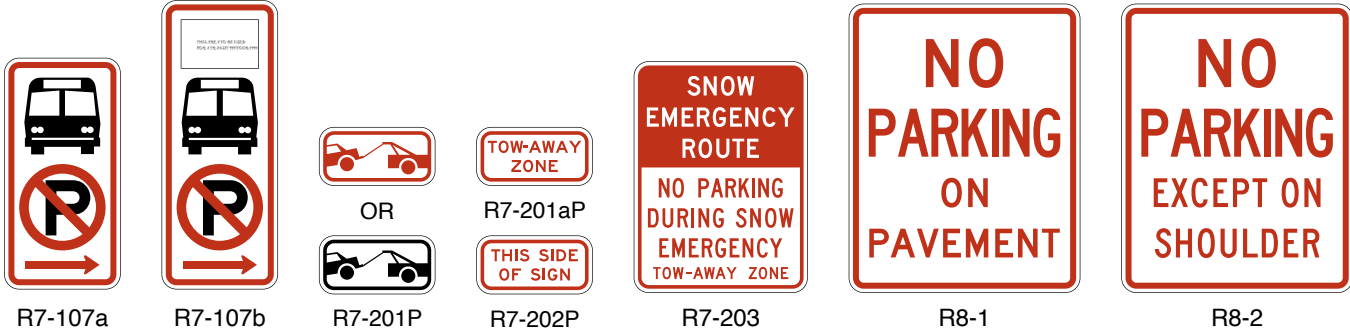 SNOW
EMERGENCY
ROUTE
NO PARKING
DURING SNOW
EMERGENCY
TOW-AWAY ZONE
NO
PARKING
ON
PAVEMENT
NO
PARKING
EXCEPT ON
SHOULDER
P
P
OR
TOW-AWAY
ZONE
R7-201aP
THIS SIDE
OF SIGN
R7-107a
R7-107b
R7-201P
R7-202P
R7-203
R8-1
R8-2